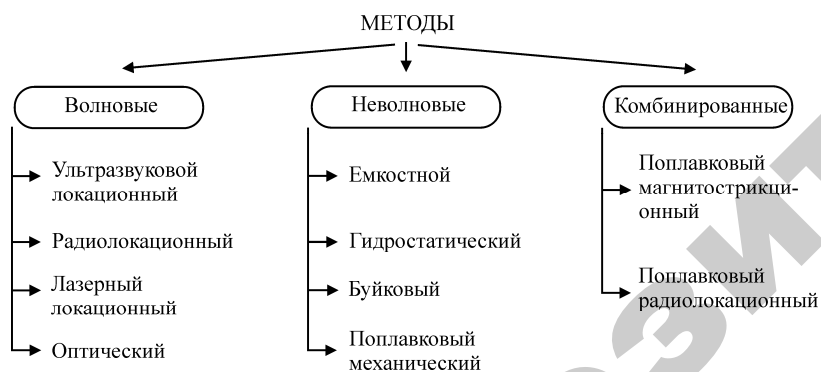 МЕТОДЫ
Волновые
Ультразвуковой
локационный
Радиолокационный
Лазерный
локационный
Оптический
Неволновые
Емкостной
Гидростатический
Буйковый
Поплавковый
механический
Комбинированные
Поплавковый
магнитострикци-
онный
Поплавковый
радиолокационный